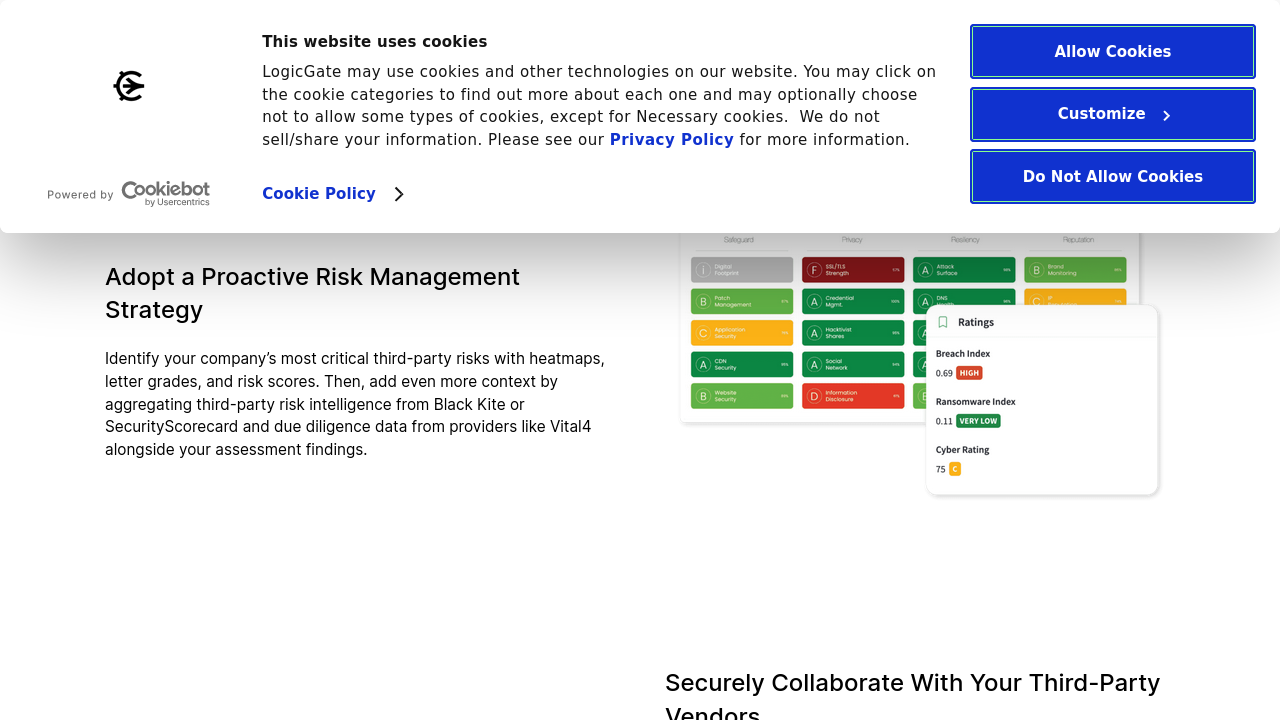 This website uses cookies
LogicGate may use cookies and other technologies on our website. You may click on
the cookie categories to find out more about each one and may optionally choose
not to allow some types of cookies, except for Necessary cookies.  We do not
sell/share your information. Please see our Privacy Policy for more information.
Cookie Policy
Powered by Cookiebot
by Usercentrics
Allow Cookies
Customize
Do Not Allow Cookies
Adopt a Proactive Risk Management
Strategy
Identify your company’s most critical third-party risks with heatmaps,
letter grades, and risk scores. Then, add even more context by
aggregating third-party risk intelligence from Black Kite or
SecurityScorecard and due diligence data from providers like Vital4
alongside your assessment findings.
Safeguard Privacy Resiliency Reputation
I Digital Footprint
F SSL/TLS Strength
A Attack Surface
B Brand Monitoring
B Patch Management
A Credential Mgmt.
A DNS Health
C IP
C Application Security
A Hacktivist Shares
A CDN Security
A Social Network
B Website Security
D Information Disclosure
Ratings
Breach Index
0.69 HIGH
Ransomware Index
0.11 VERY LOW
Cyber Rating
75 C
Securely Collaborate With Your Third-Party
Vendors